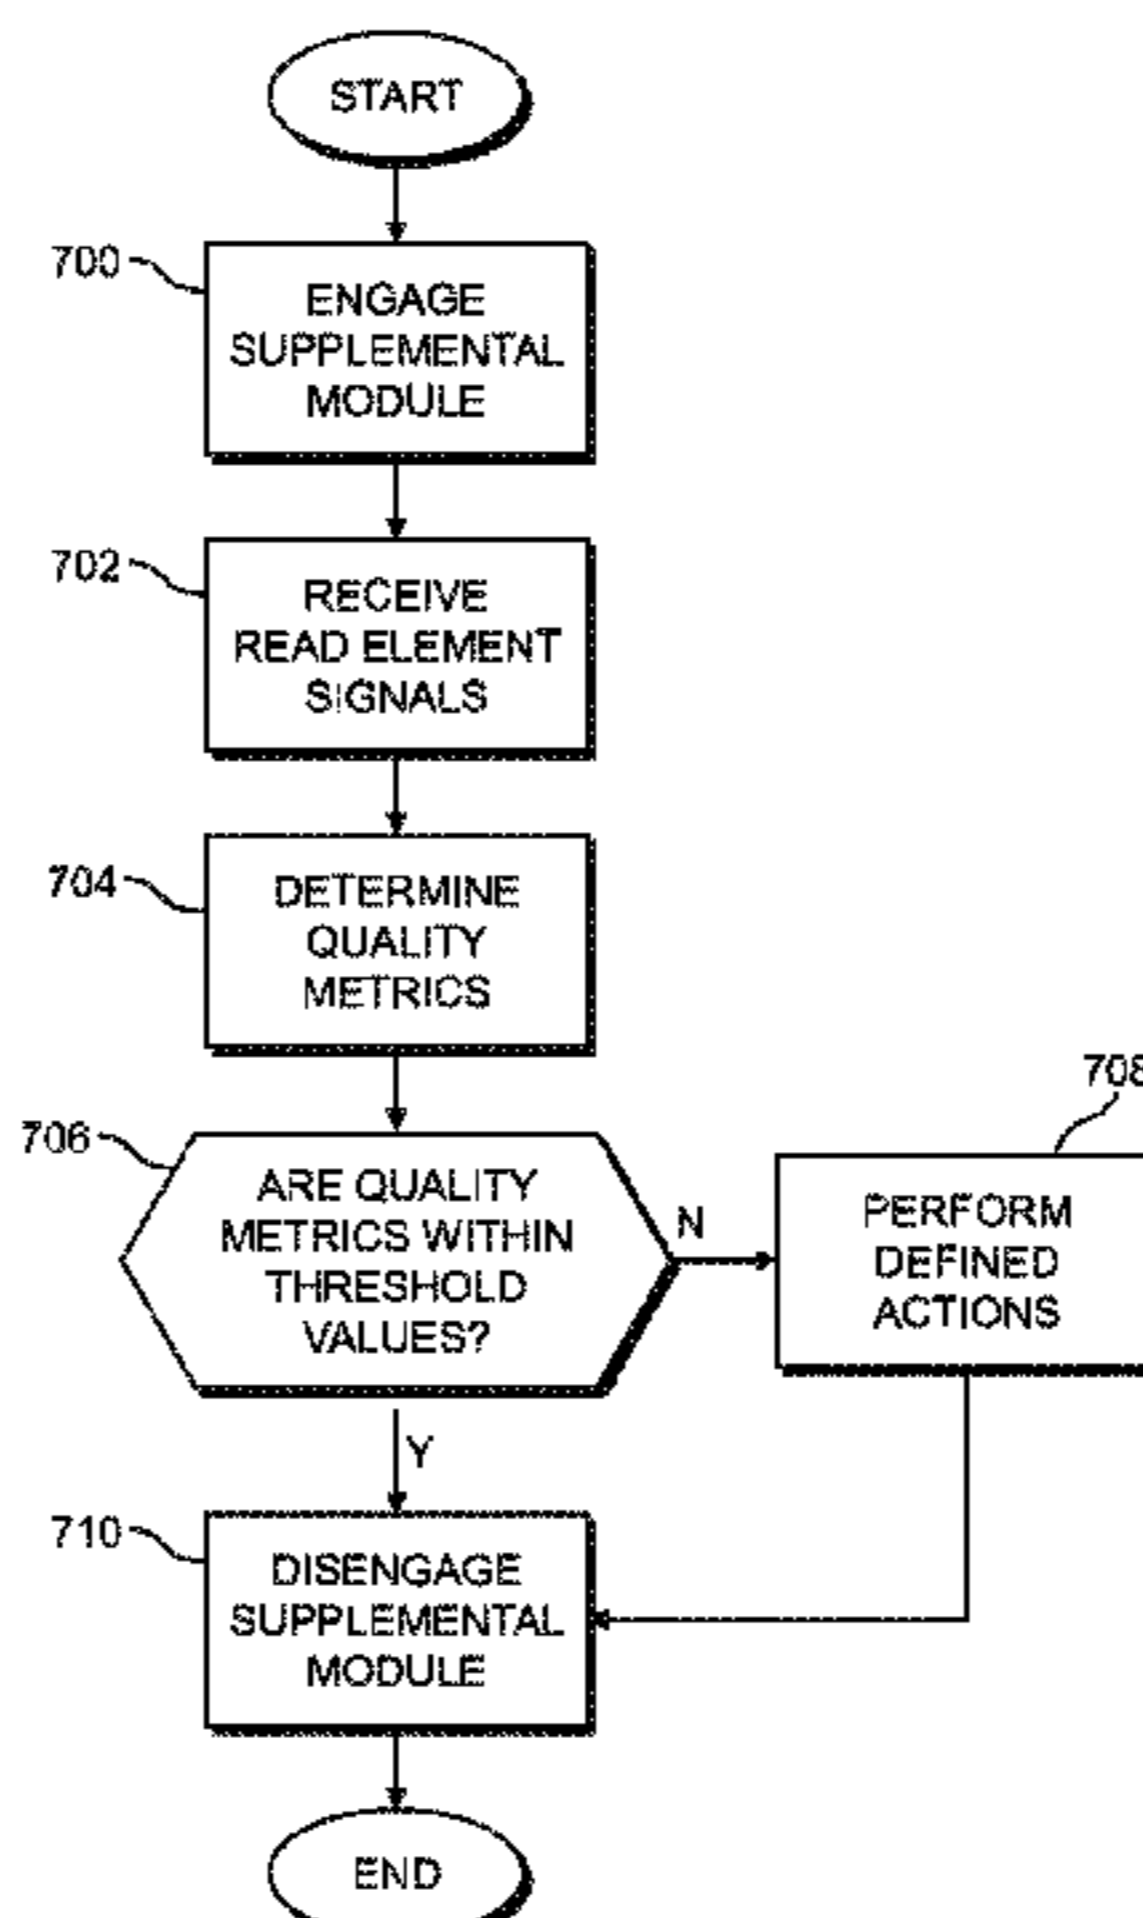 START
700
ENGAGE
SUPPLEMENTAL
MODULE
702
RECEIVE
READ ELEMENT
SIGNALS
704
DETERMINE
QUALITY
METRICS
706
ARE QUALITY
METRICS WITHIN
THRESHOLD
VALUES?
N
708
PERFORM
DEFINED
ACTIONS
Y
710
DISENGAGE
SUPPLEMENTAL
MODULE
END